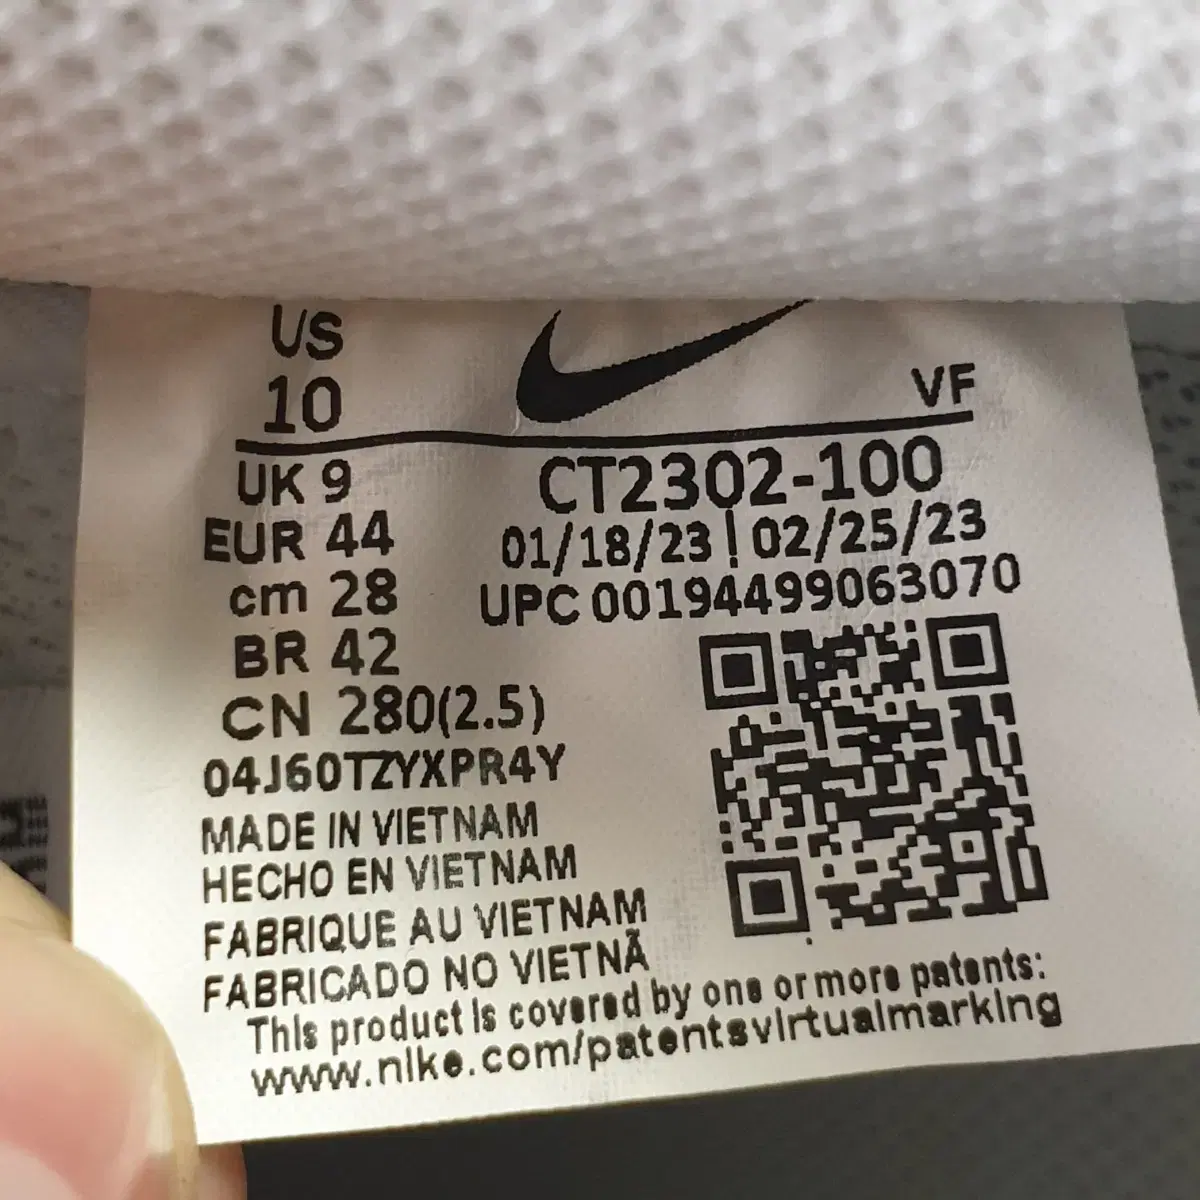 US
10
VF
UK 9
EUR 44
cm 28
BR 42
CN 280(2.5)
CT2302-100
01/18/23 | 02/25/23
UPC 00194499063070
04J60TZYXPR4Y
MADE IN VIETNAM
HECHO EN VIETNAM
FABRIQUE AU VIETNAM
FABRICADO NO VIETNÃ
This product is covered by one or more patents:
www.nike.com/patentsvirtualmarking